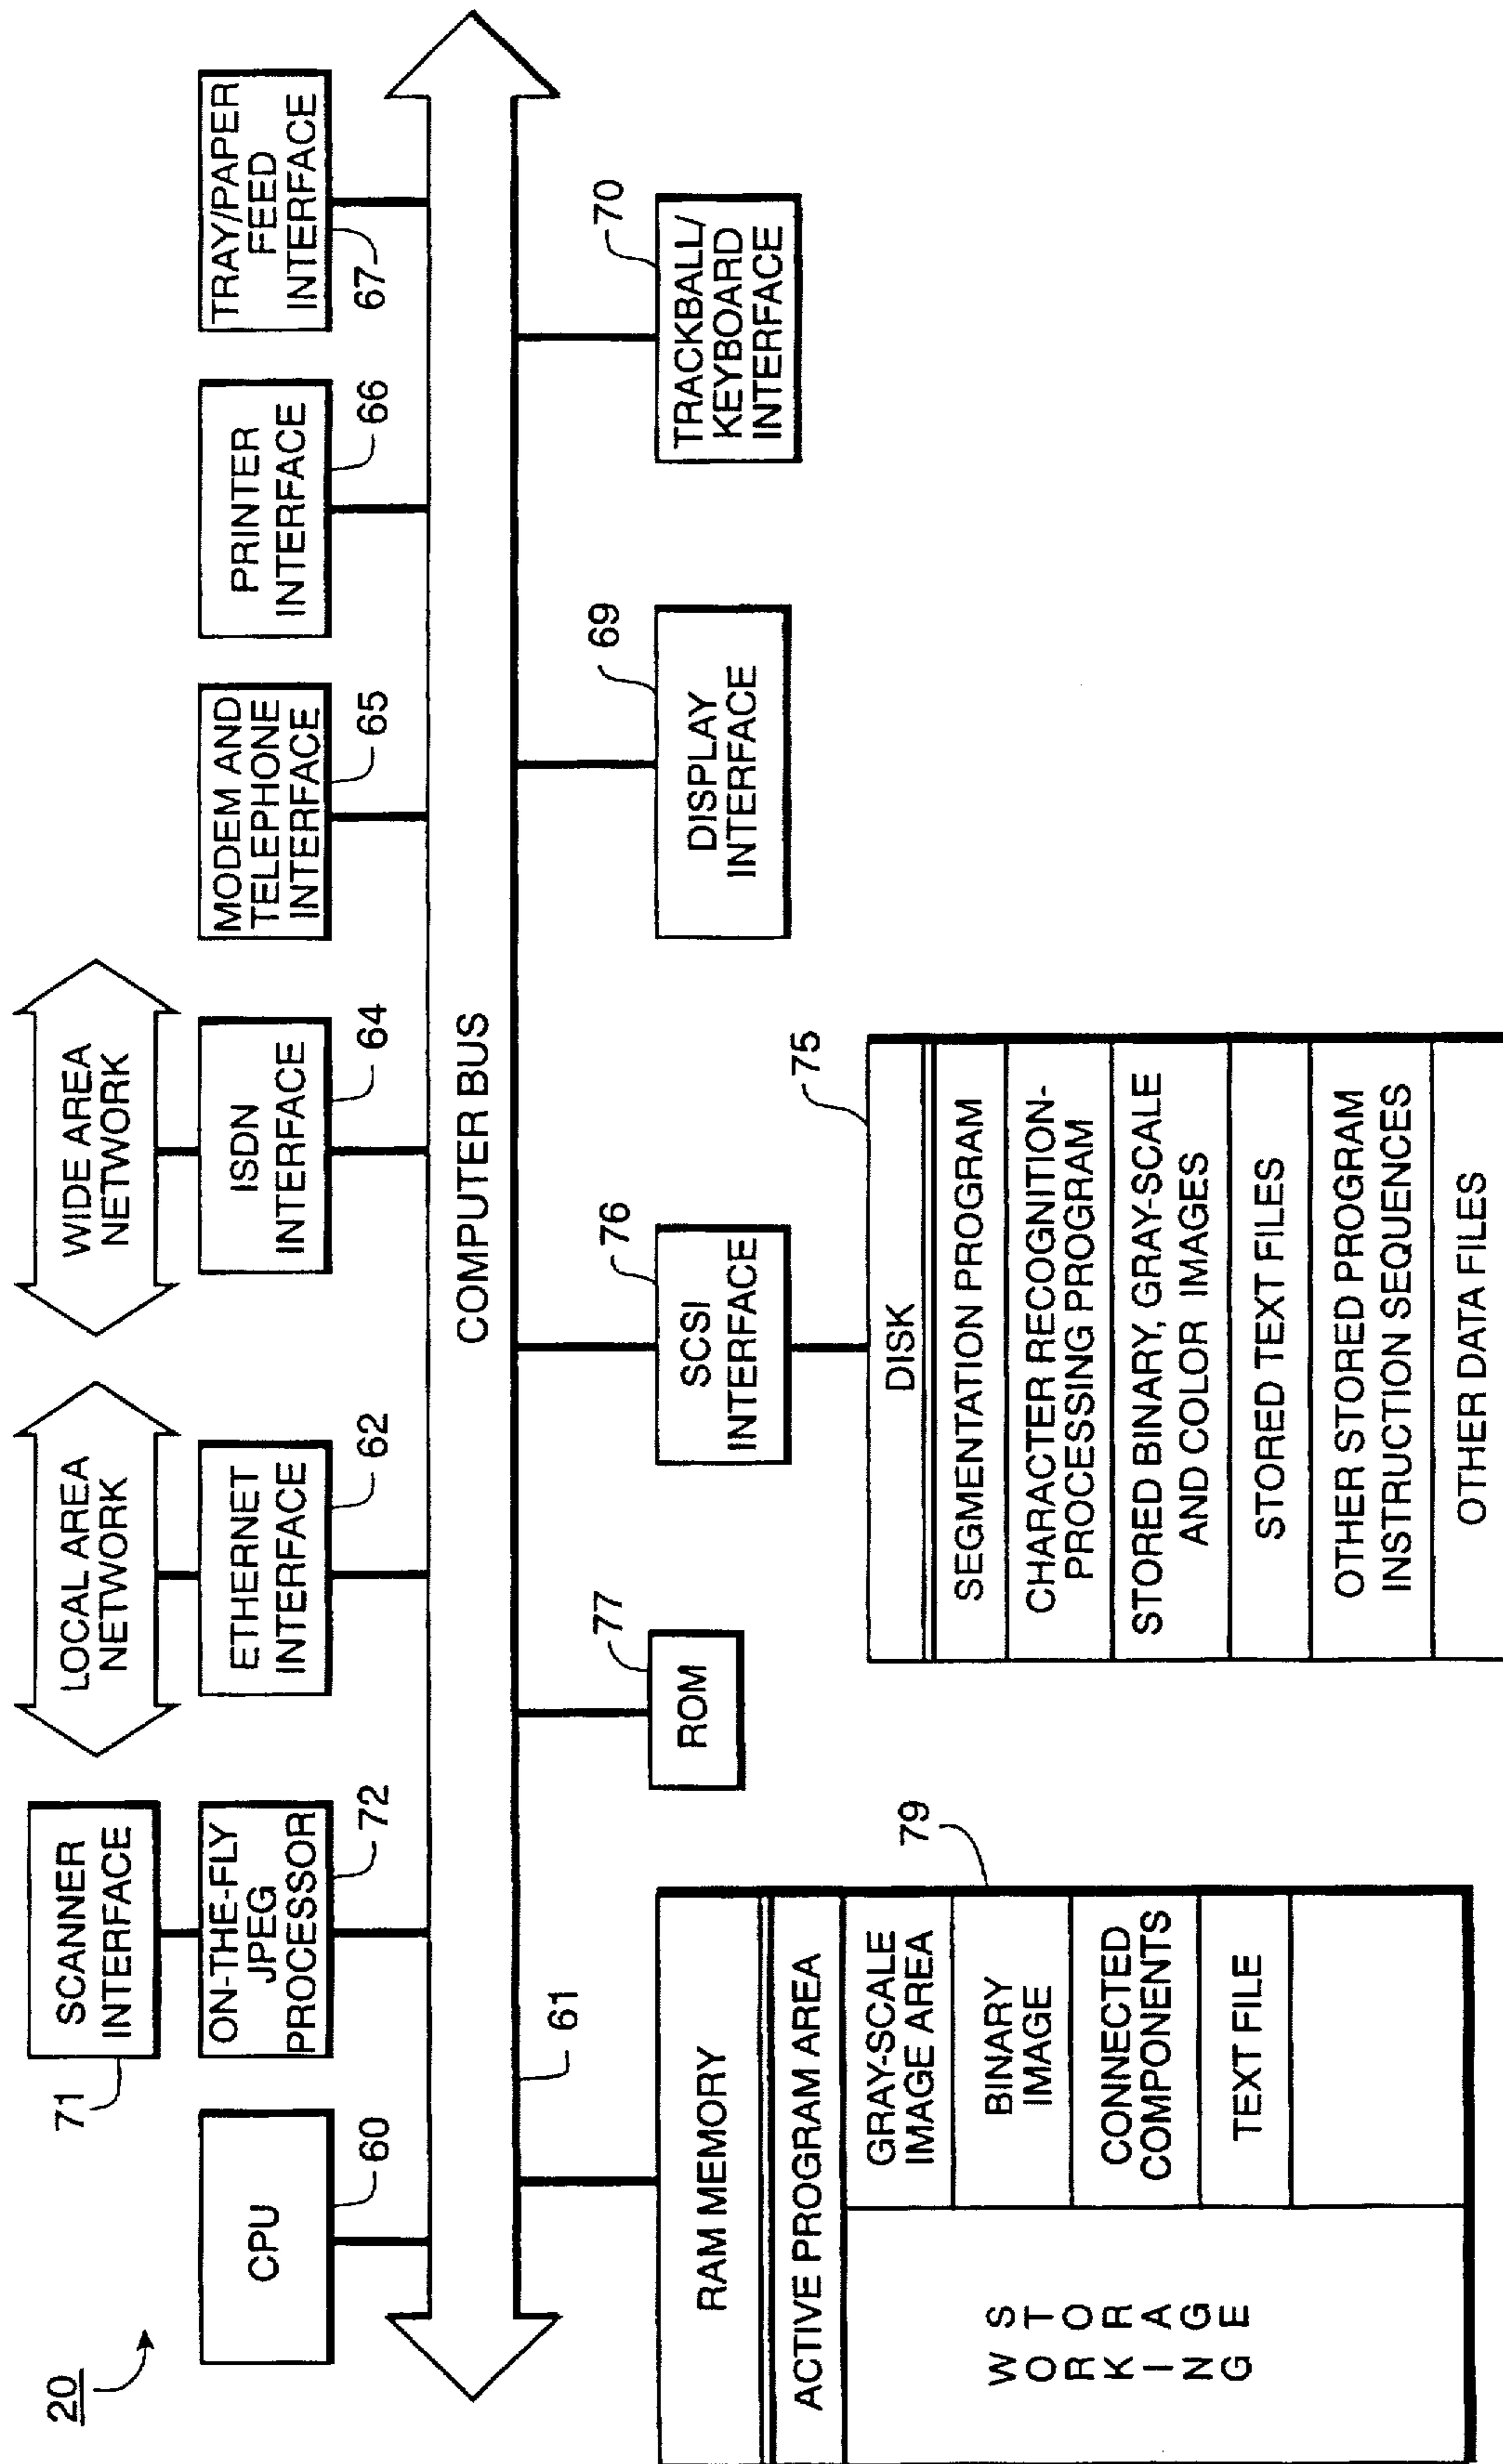 20
SCANNER
INTERFACE
71
LOCAL AREA
NETWORK
WIDE AREA
NETWORK
CPU
60
ON-THE-FLY
JPEG
PROCESSOR
72
ETHERNET
INTERFACE
62
ISDN
INTERFACE
64
MODEM AND
TELEPHONE
INTERFACE
65
PRINTER
INTERFACE
66
TRAY/PAPER
FEED
INTERFACE
67
COMPUTER BUS
61
RAM MEMORY
ACTIVE PROGRAM AREA
WORKING
STORAGE
GRAY-SCALE
IMAGE AREA
BINARY
IMAGE
CONNECTED
COMPONENTS
TEXT FILE
79
ROM
77
SCSI
INTERFACE
76
DISK
75
SEGMENTATION PROGRAM
CHARACTER RECOGNITION-
PROCESSING PROGRAM
STORED BINARY, GRAY-SCALE
AND COLOR IMAGES
STORED TEXT FILES
OTHER STORED PROGRAM
INSTRUCTION SEQUENCES
OTHER DATA FILES
DISPLAY
INTERFACE
69
TRACKBALL/
KEYBOARD
INTERFACE
70